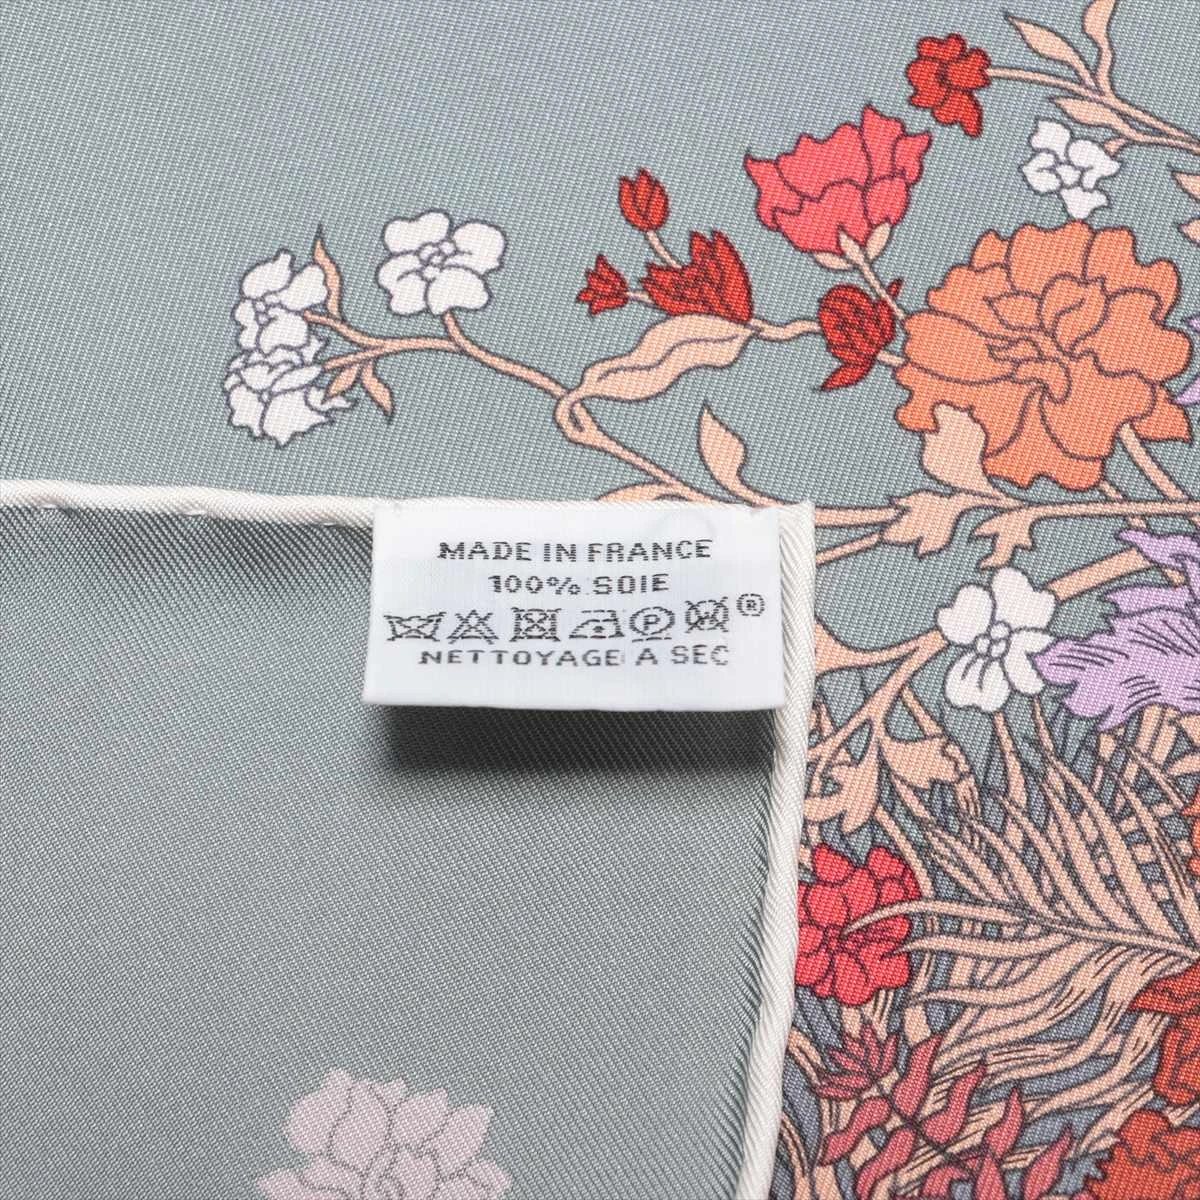 MADE IN FRANCE
100% SOIE
P ®
NETTOYAGE A SEC